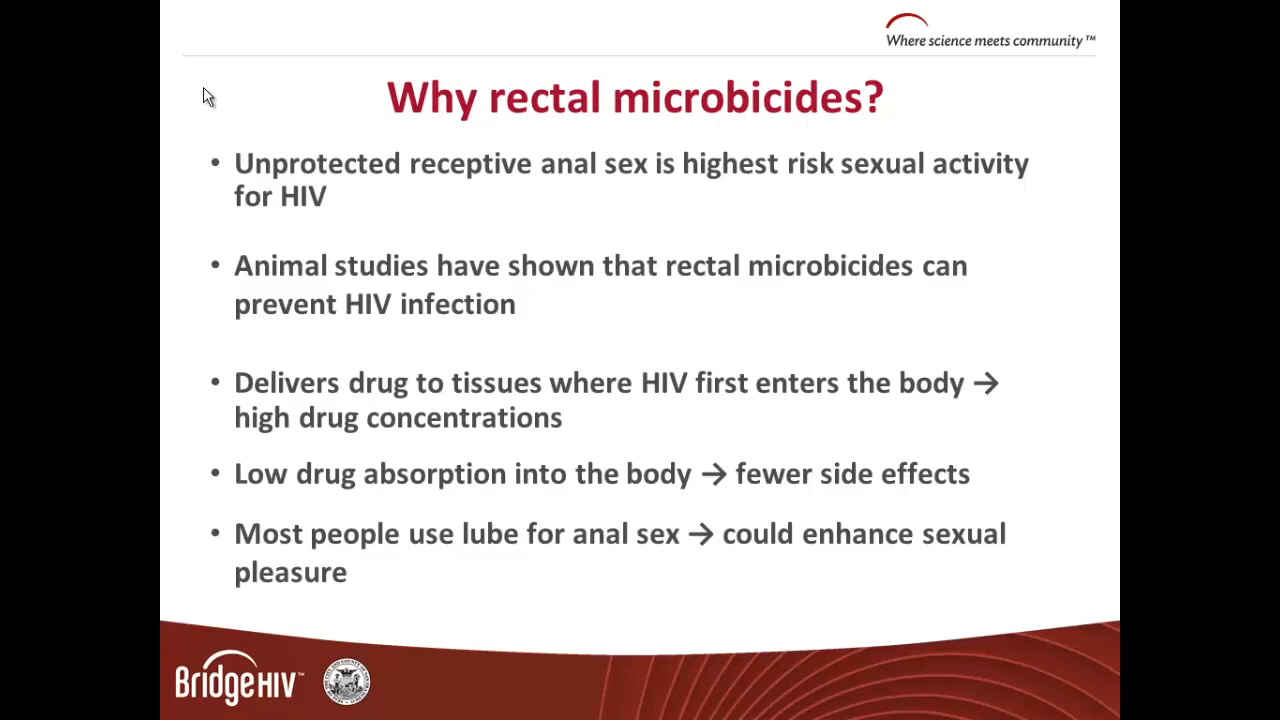 Where science meets community™
Why rectal microbicides?
• Unprotected receptive anal sex is highest risk sexual activity
for HIV
• Animal studies have shown that rectal microbicides can
prevent HIV infection
• Delivers drug to tissues where HIV first enters the body →
high drug concentrations
• Low drug absorption into the body → fewer side effects
• Most people use lube for anal sex → could enhance sexual
pleasure
BridgeHIV™